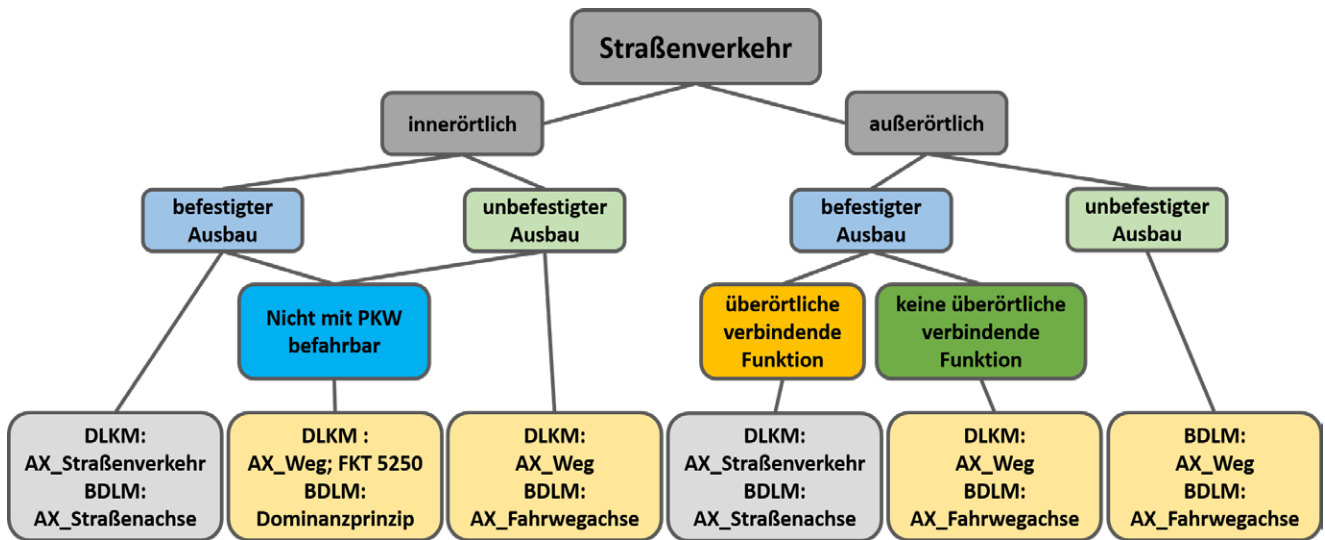 Straßenverkehr
innerörtlich
außerörtlich
befestigter
Ausbau
unbefestigter
Ausbau
befestigter
Ausbau
unbefestigter
Ausbau
Nicht mit PKW
befahrbar
überörtliche
verbindende
Funktion
keine überörtliche
verbindende
Funktion
DLKM:
AX_Straßenverkehr
BDLM:
AX_Straßenachse
DLKM :
AX_Weg; FKT 5250
BDLM:
Dominanzprinzip
DLKM:
AX_Weg
BDLM:
AX_Fahrwegachse
DLKM:
AX_Straßenverkehr
BDLM:
AX_Straßenachse
DLKM:
AX_Weg
BDLM:
AX_Fahrwegachse
BDLM:
AX_Weg
BDLM:
AX_Fahrwegachse